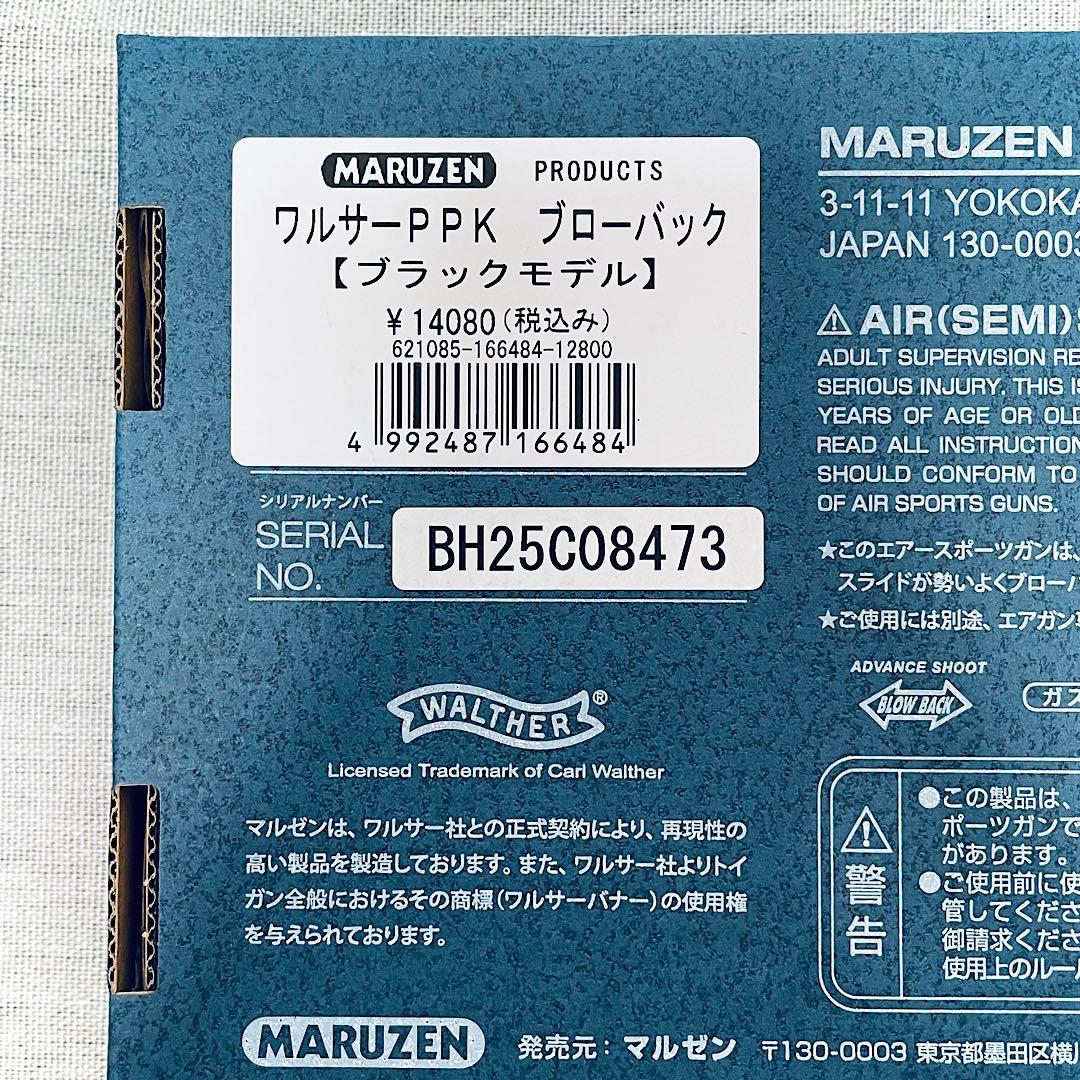 MARUZEN PRODUCTS
ワルサーPPK ブローバック
【ブラックモデル】
¥14080(税込み)
621085-166484-12800
4 992487 166484
シリアルナンバー
SERIAL NO.
BH25C08473
WALTHER®
Licensed Trademark of Carl Walther
マルゼンは、ワルサー社との正式契約により、再現性の
高い製品を製造しております。また、ワルサー社よりトイ
ガン全般におけるその商標(ワルサーバナー)の使用権
を与えられております。
MARUZEN 発売元: マルゼン 〒130-0003 東京都墨田区横川
MARUZEN
3-11-11 YOKOKA
JAPAN 130-0003
⚠ AIR(SEMI)
ADULT SUPERVISION RE
SERIOUS INJURY. THIS IS
YEARS OF AGE OR OLD
READ ALL INSTRUCTION
SHOULD CONFORM TO
OF AIR SPORTS GUNS.
★このエアースポーツガンは、
スライドが勢いよくブローバ
★ご使用には別途、エアガン
ADVANCE SHOOT
BLOW BACK
ガス
⚠警告
●この製品は、
ポーツガンで
があります。
●ご使用前に使
管してくださ
御請求くださ
使用上のルール